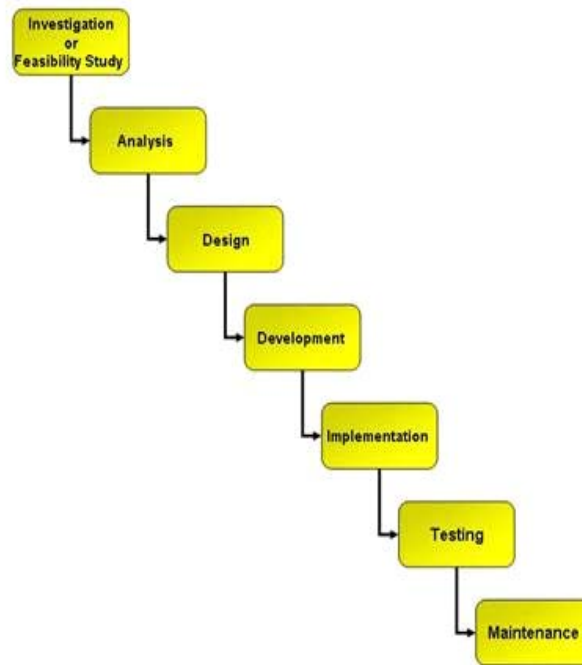 Investigation
or
Feasibility Study
Analysis
Design
Development
Implementation
Testing
Maintenance